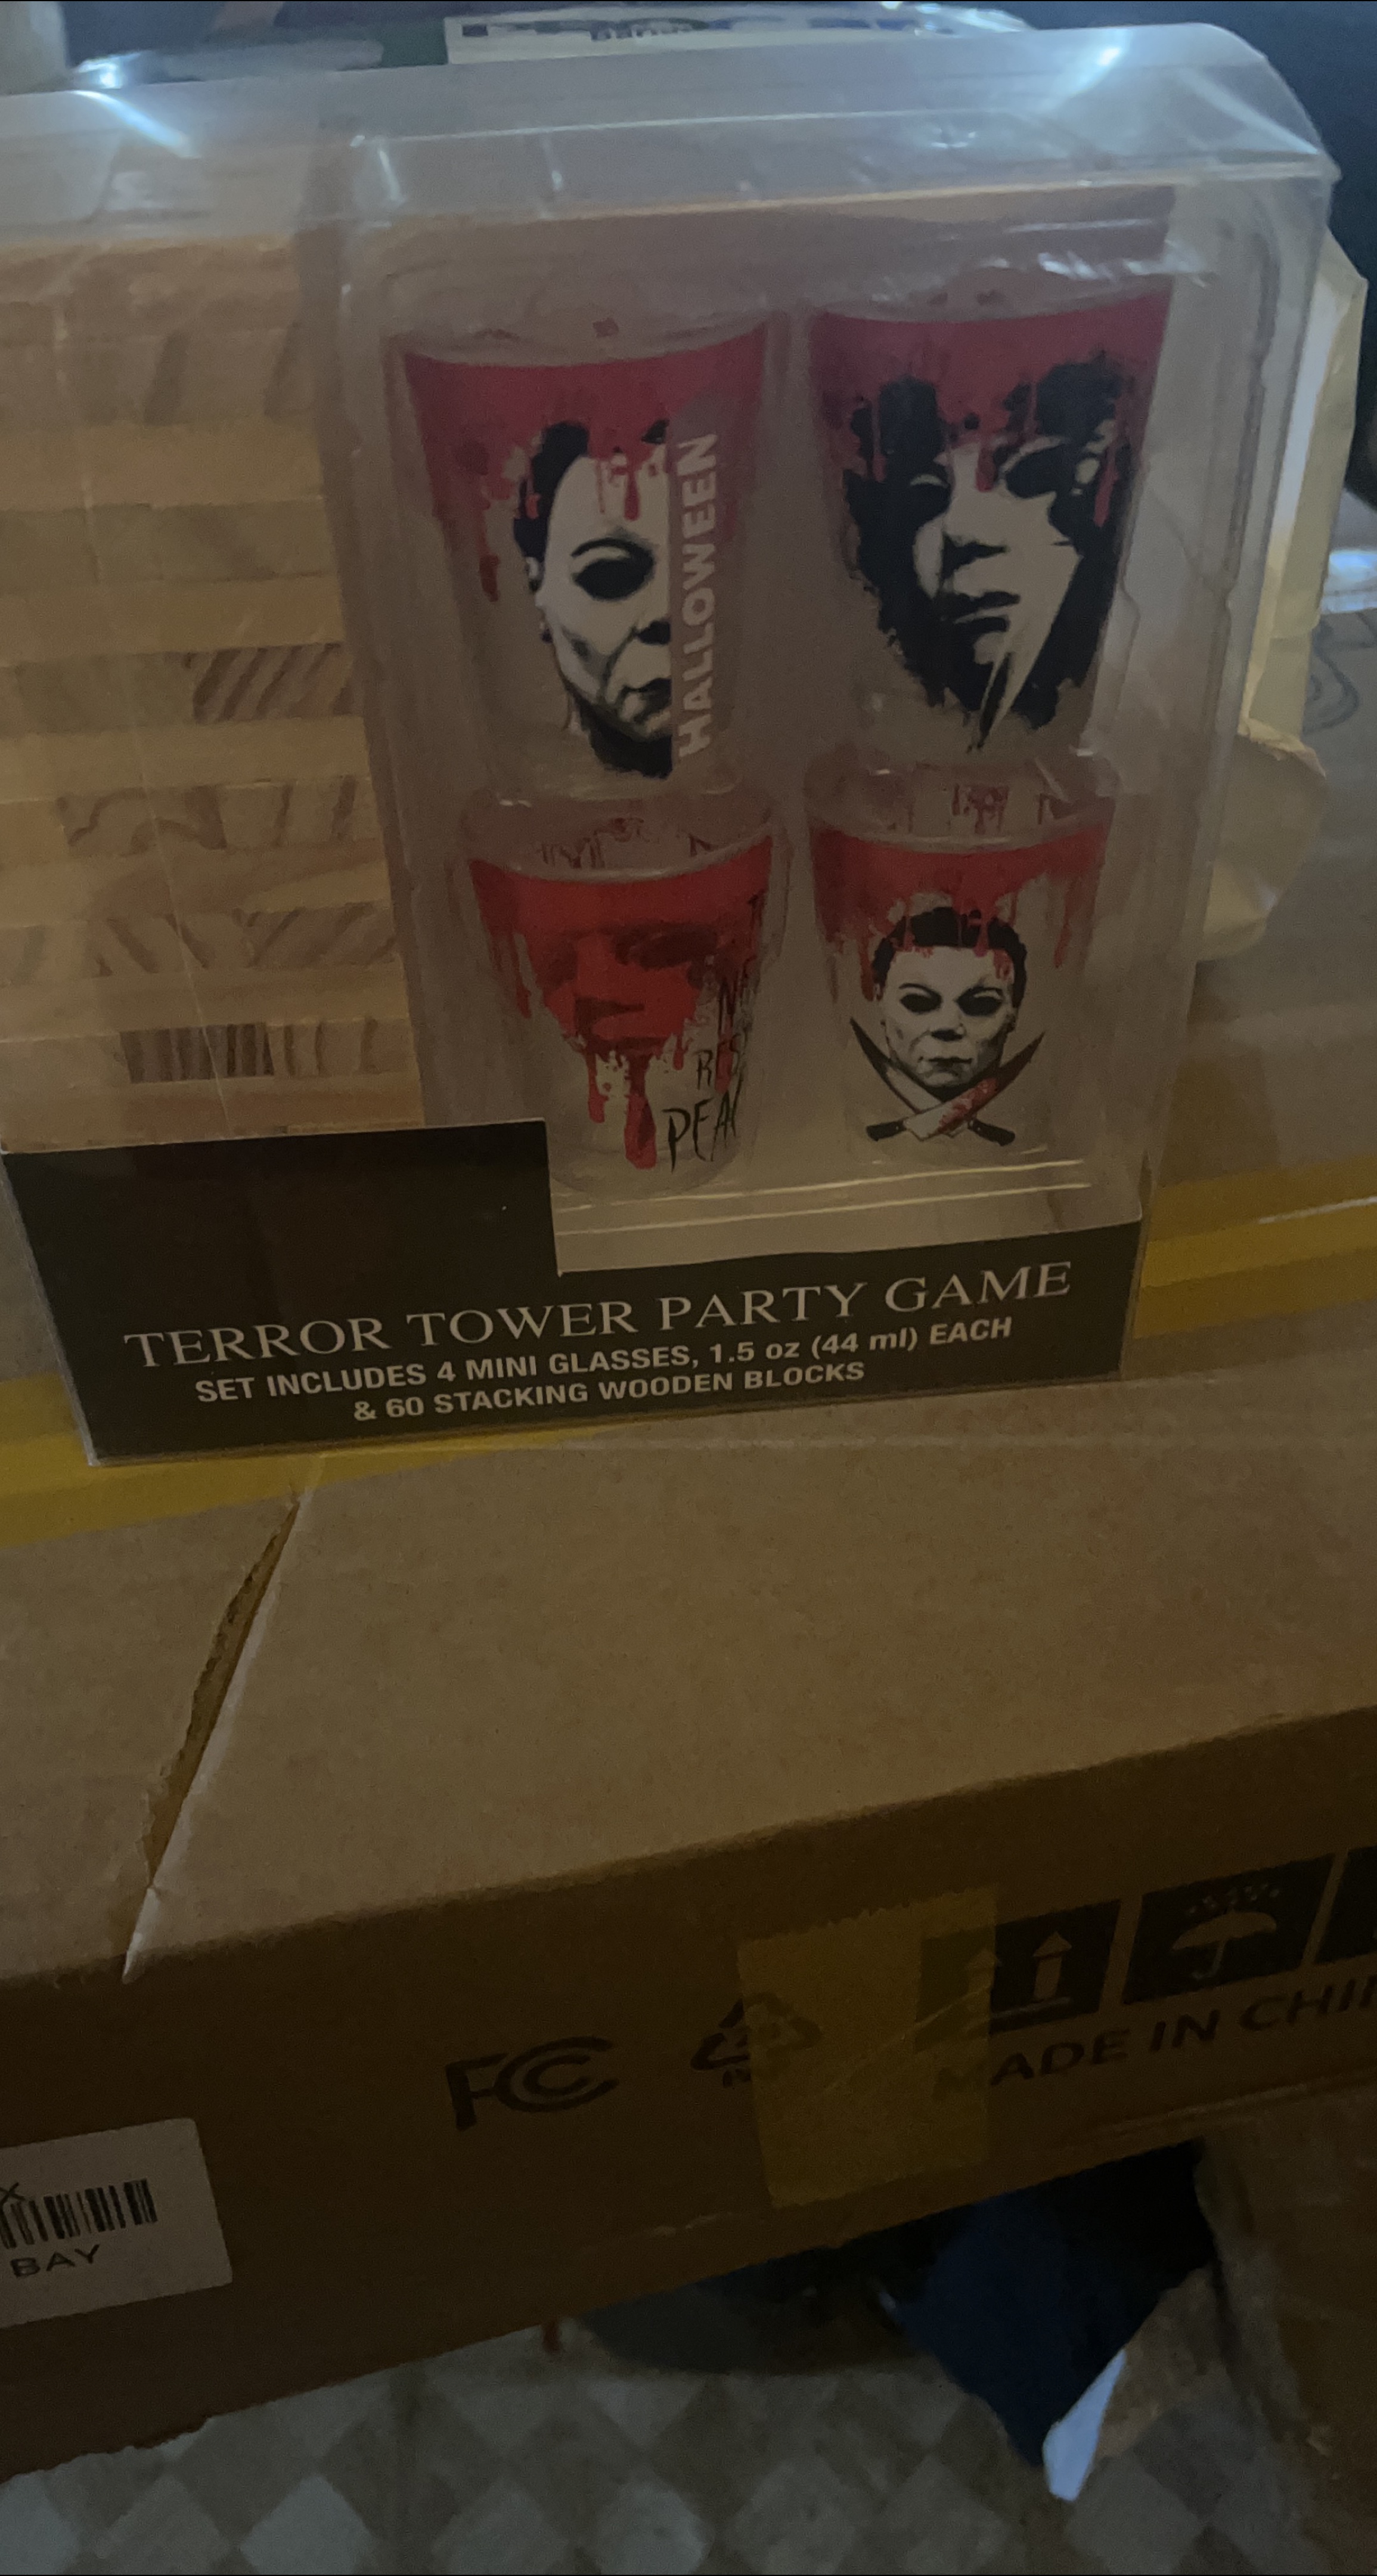 HALLOWEEN
PEA
TERROR TOWER PARTY GAME
SET INCLUDES 4 MINI GLASSES, 1.5 oz (44 ml) EACH
& 60 STACKING WOODEN BLOCKS
FC
MADE IN CHI
X
BAY